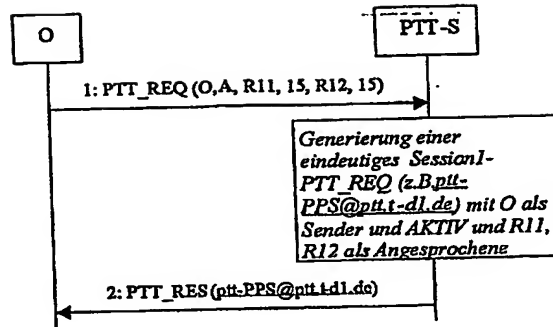 O
PTT-S
1: PTT_REQ (O,A, R11, 15, R12, 15)
Generierung einer
eindeutiges Session1-
PTT_REQ (z.B.ptt-
PPS@ptt.t-d1.de) mit O als
Sender und AKTIV und R11,
R12 als Angesprochene
2: PTT_RES (ptt-PPS@ptt.t-d1.de)